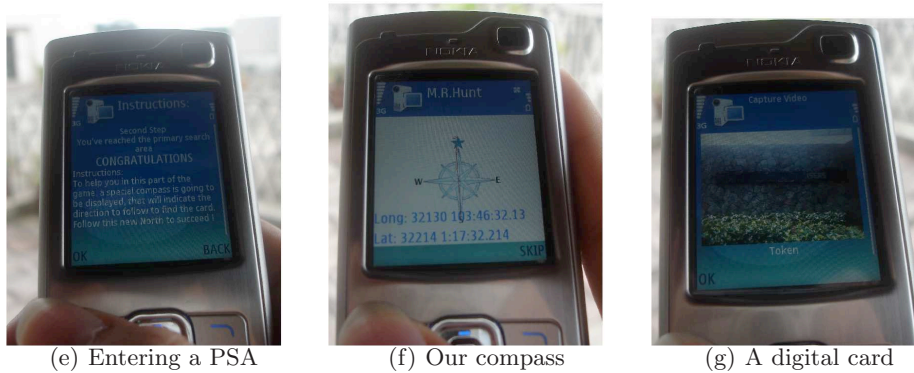 NOKIA
Instructions:
3G
Second Step
You've reached the primary search
area
CONGRATULATIONS
Instructions:
To help you in this part of the
game, a special compass is going to
be displayed, that will indicate the
direction to follow to find the card.
Follow this new North to succeed !
OK BACK
(e) Entering a PSA
NOKIA
M.R.Hunt
3G
W E
Long: 32130 103:46:32.13
Lat: 32214 1:17:32.214
SKIP
(f) Our compass
NOKIA
Capture Video
3G
Token
OK
(g) A digital card